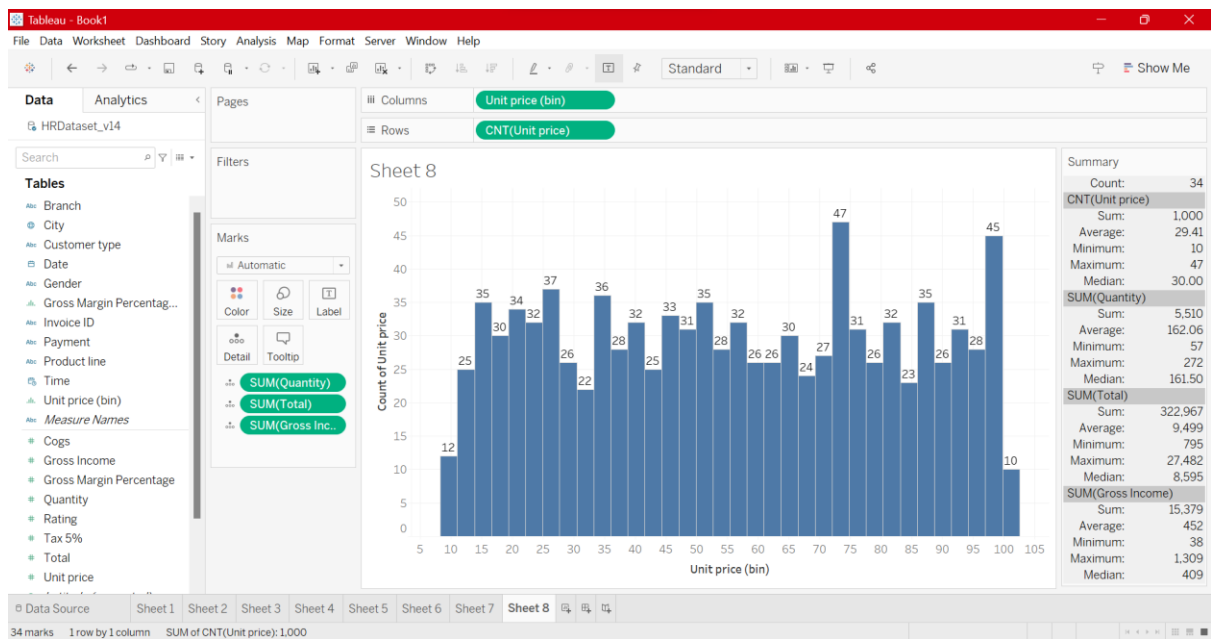 Tableau - Book1
File Data Worksheet Dashboard Story Analysis Map Format Server Window Help
Standard
Show Me
Data Analytics
HRDataset_v14
Search
Tables
Abc Branch
City
Abc Customer type
Date
Abc Gender
Gross Margin Percentag...
Abc Invoice ID
Abc Payment
Abc Product line
Time
Unit price (bin)
Abc Measure Names
# Cogs
# Gross Income
# Gross Margin Percentage
# Quantity
# Rating
# Tax 5%
# Total
# Unit price
Pages
Filters
Marks
Automatic
Color Size Label
Detail Tooltip
SUM(Quantity)
SUM(Total)
SUM(Gross Inc..
Columns Unit price (bin)
Rows CNT(Unit price)
Sheet 8
Count of Unit price
50
45
40
35
30
25
20
15
10
5
0
12 25 35 30 34 32 37 26 22 36 28 32 25 33 31 35 28 32 26 26 30 24 27 47 31 26 32 23 35 26 31 28 45 10
5 10 15 20 25 30 35 40 45 50 55 60 65 70 75 80 85 90 95 100 105
Unit price (bin)
Summary
Count: 34
CNT(Unit price)
Sum: 1,000
Average: 29.41
Minimum: 10
Maximum: 47
Median: 30.00
SUM(Quantity)
Sum: 5,510
Average: 162.06
Minimum: 57
Maximum: 272
Median: 161.50
SUM(Total)
Sum: 322,967
Average: 9,499
Minimum: 795
Maximum: 27,482
Median: 8,595
SUM(Gross Income)
Sum: 15,379
Average: 452
Minimum: 38
Maximum: 1,309
Median: 409
Data Source Sheet 1 Sheet 2 Sheet 3 Sheet 4 Sheet 5 Sheet 6 Sheet 7 Sheet 8
34 marks 1 row by 1 column SUM of CNT(Unit price): 1,000